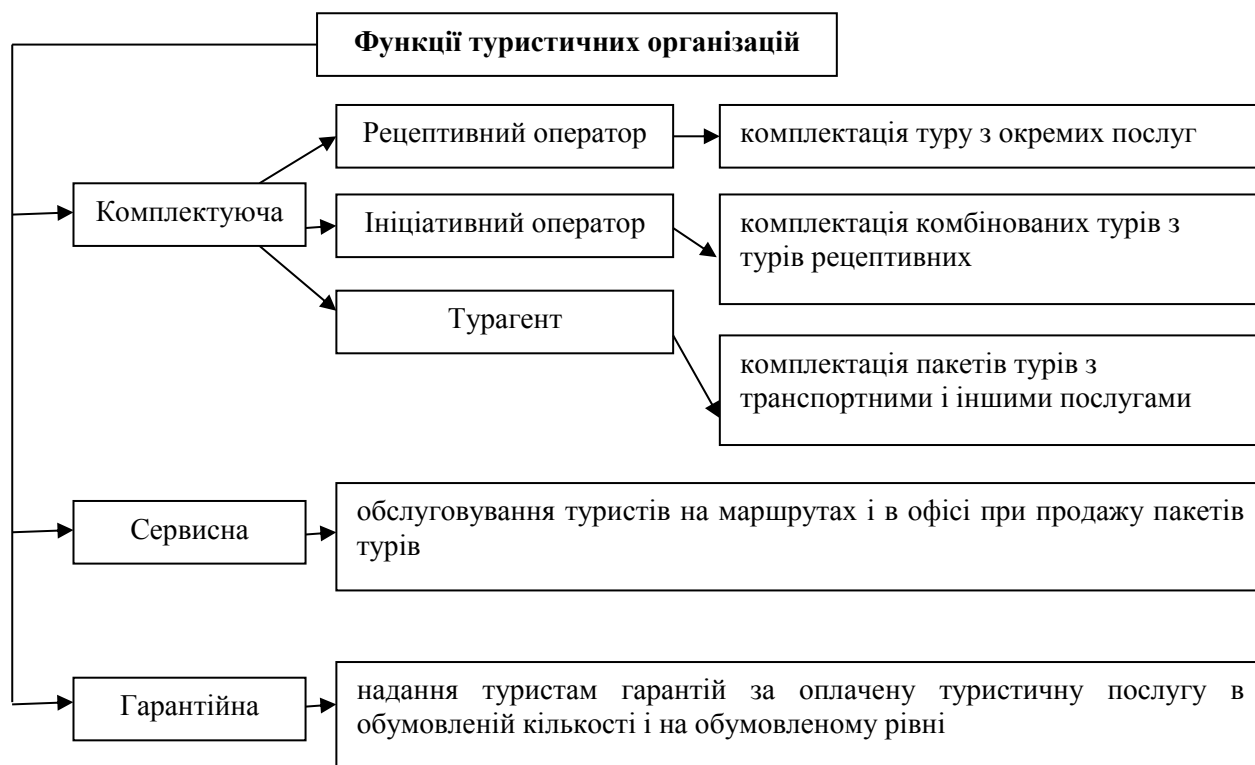 Функції туристичних організацій
Рецептивний оператор
комплектація туру з окремих послуг
Комплектуюча
Ініціативний оператор
комплектація комбінованих турів з
турів рецептивних
Турагент
комплектація пакетів турів з
транспортними і іншими послугами
Сервисна
обслуговування туристів на маршрутах і в офісі при продажу пакетів
турів
Гарантійна
надання туристам гарантій за оплачену туристичну послугу в
обумовленій кількості і на обумовленому рівні